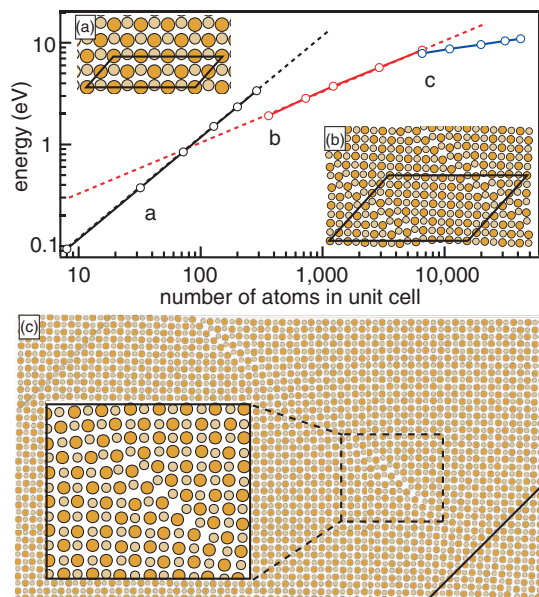 (a)
10
1
0.1
energy (eV)
a
b
c
(b)
10
100
1,000
10,000
number of atoms in unit cell
(c)